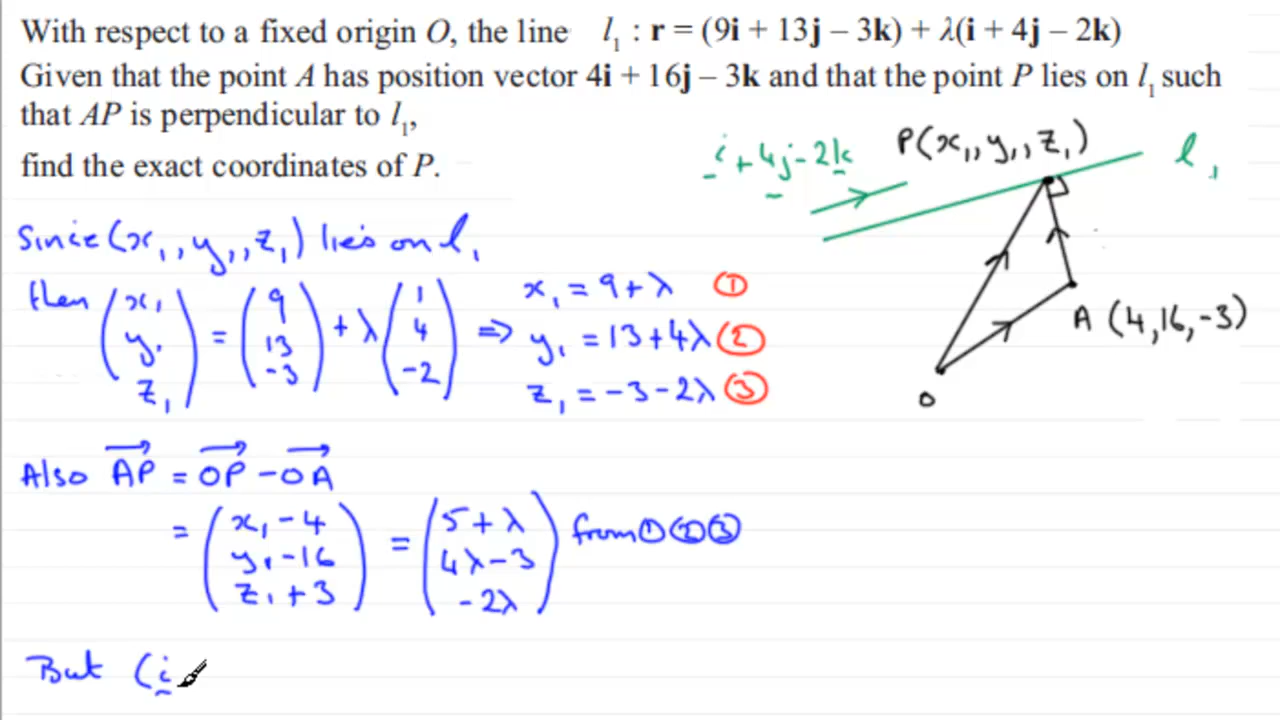 With respect to a fixed origin O, the line l₁ : r = (9i + 13j – 3k) + λ(i + 4j – 2k)
Given that the point A has position vector 4i + 16j – 3k and that the point P lies on l₁ such
that AP is perpendicular to l₁,
find the exact coordinates of P.
i + 4j - 2k
P(x₁, y₁, z₁)
l₁
A (4,16,-3)
O
Since (x₁, y₁, z₁) lies on l₁
then (x₁ y₁ z₁) = (9 13 -3) + λ(1 4 -2) ⇒
x₁ = 9 + λ ①
y₁ = 13 + 4λ ②
z₁ = -3 - 2λ ③
Also AP = OP - OA
= (x₁ - 4 y₁ - 16 z₁ + 3) = (5 + λ 4λ - 3 - 2λ) from ① ② ③
But (i